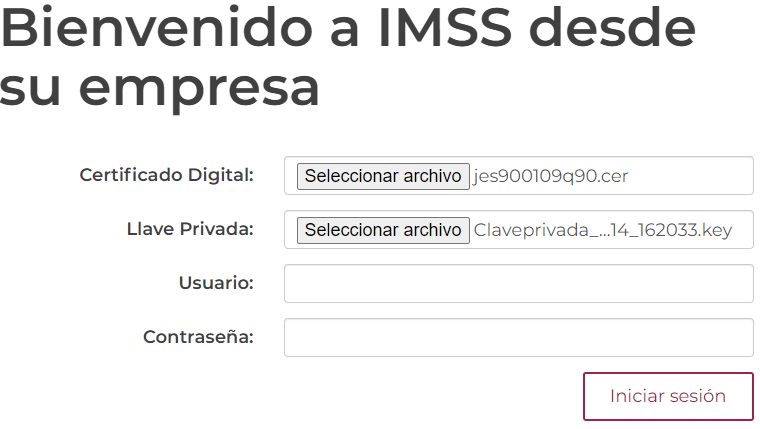 Bienvenido a IMSS desde
su empresa
Certificado Digital: Seleccionar archivo jes900109q90.cer
Llave Privada: Seleccionar archivo Claveprivada_...14_162033.key
Usuario:
Contraseña:
Iniciar sesión